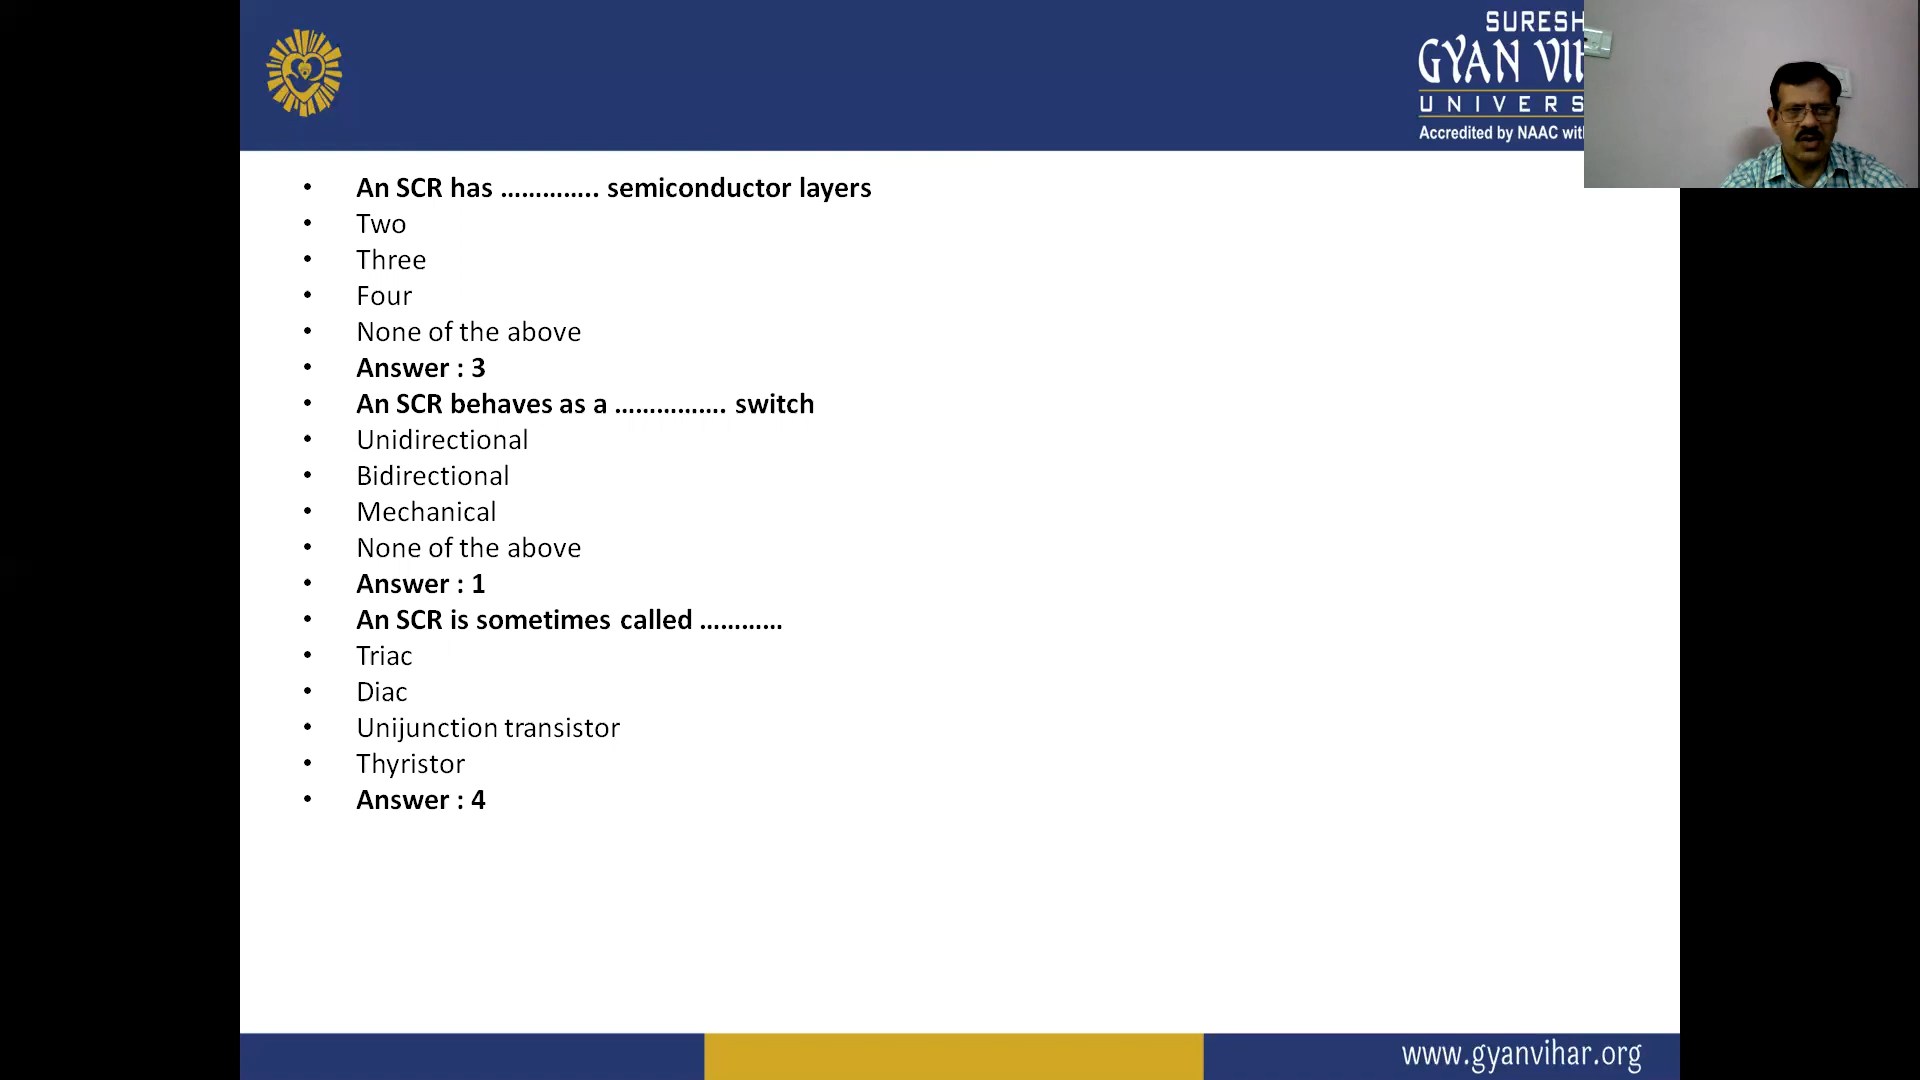 SURESH
GYAN
UNIVERS
Accredited by NAAC wit
• An SCR has ………….. semiconductor layers
• Two
• Three
• Four
• None of the above
• Answer : 3
• An SCR behaves as a ……………. switch
• Unidirectional
• Bidirectional
• Mechanical
• None of the above
• Answer : 1
• An SCR is sometimes called …………
• Triac
• Diac
• Unijunction transistor
• Thyristor
• Answer : 4
www.gyanvihar.org